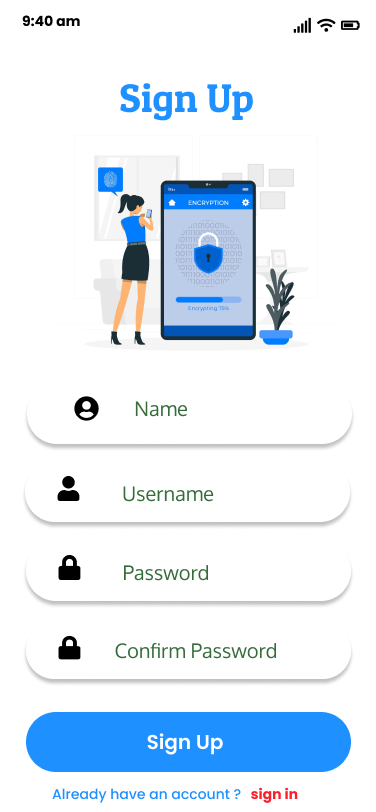 9:40 am
Sign Up
ENCRYPTION
Encrypting 75%
Name
Username
Password
Confirm Password
Sign Up
Already have an account ? sign in